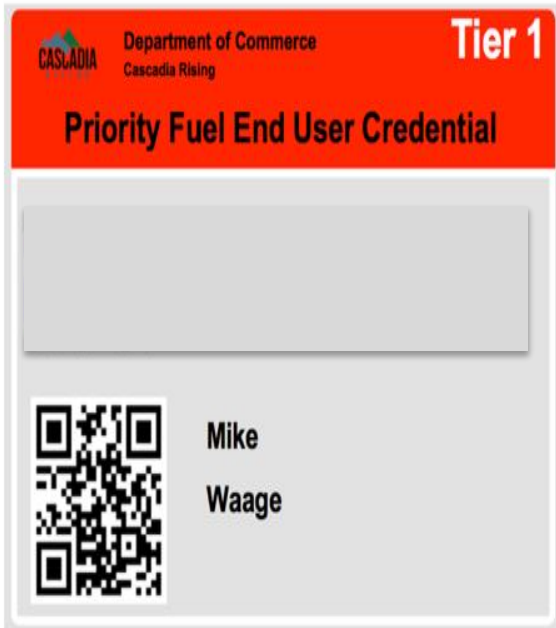 CASCADIA
Department of Commerce
Tier 1
Cascadia Rising
Priority Fuel End User Credential
Mike
Waage